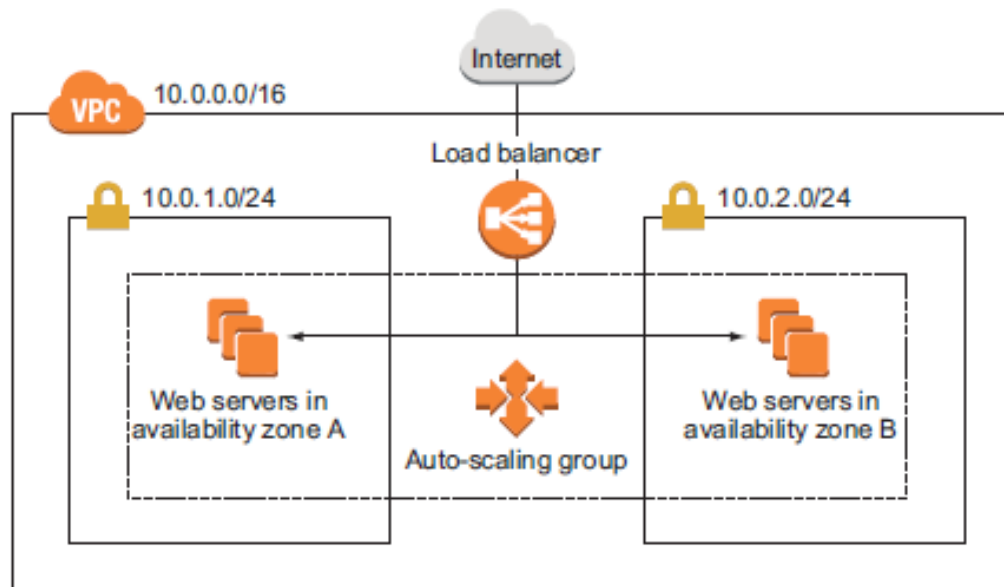 Internet
VPC
10.0.0.0/16
Load balancer
10.0.1.0/24
10.0.2.0/24
Web servers in
availability zone A
Web servers in
availability zone B
Auto-scaling group